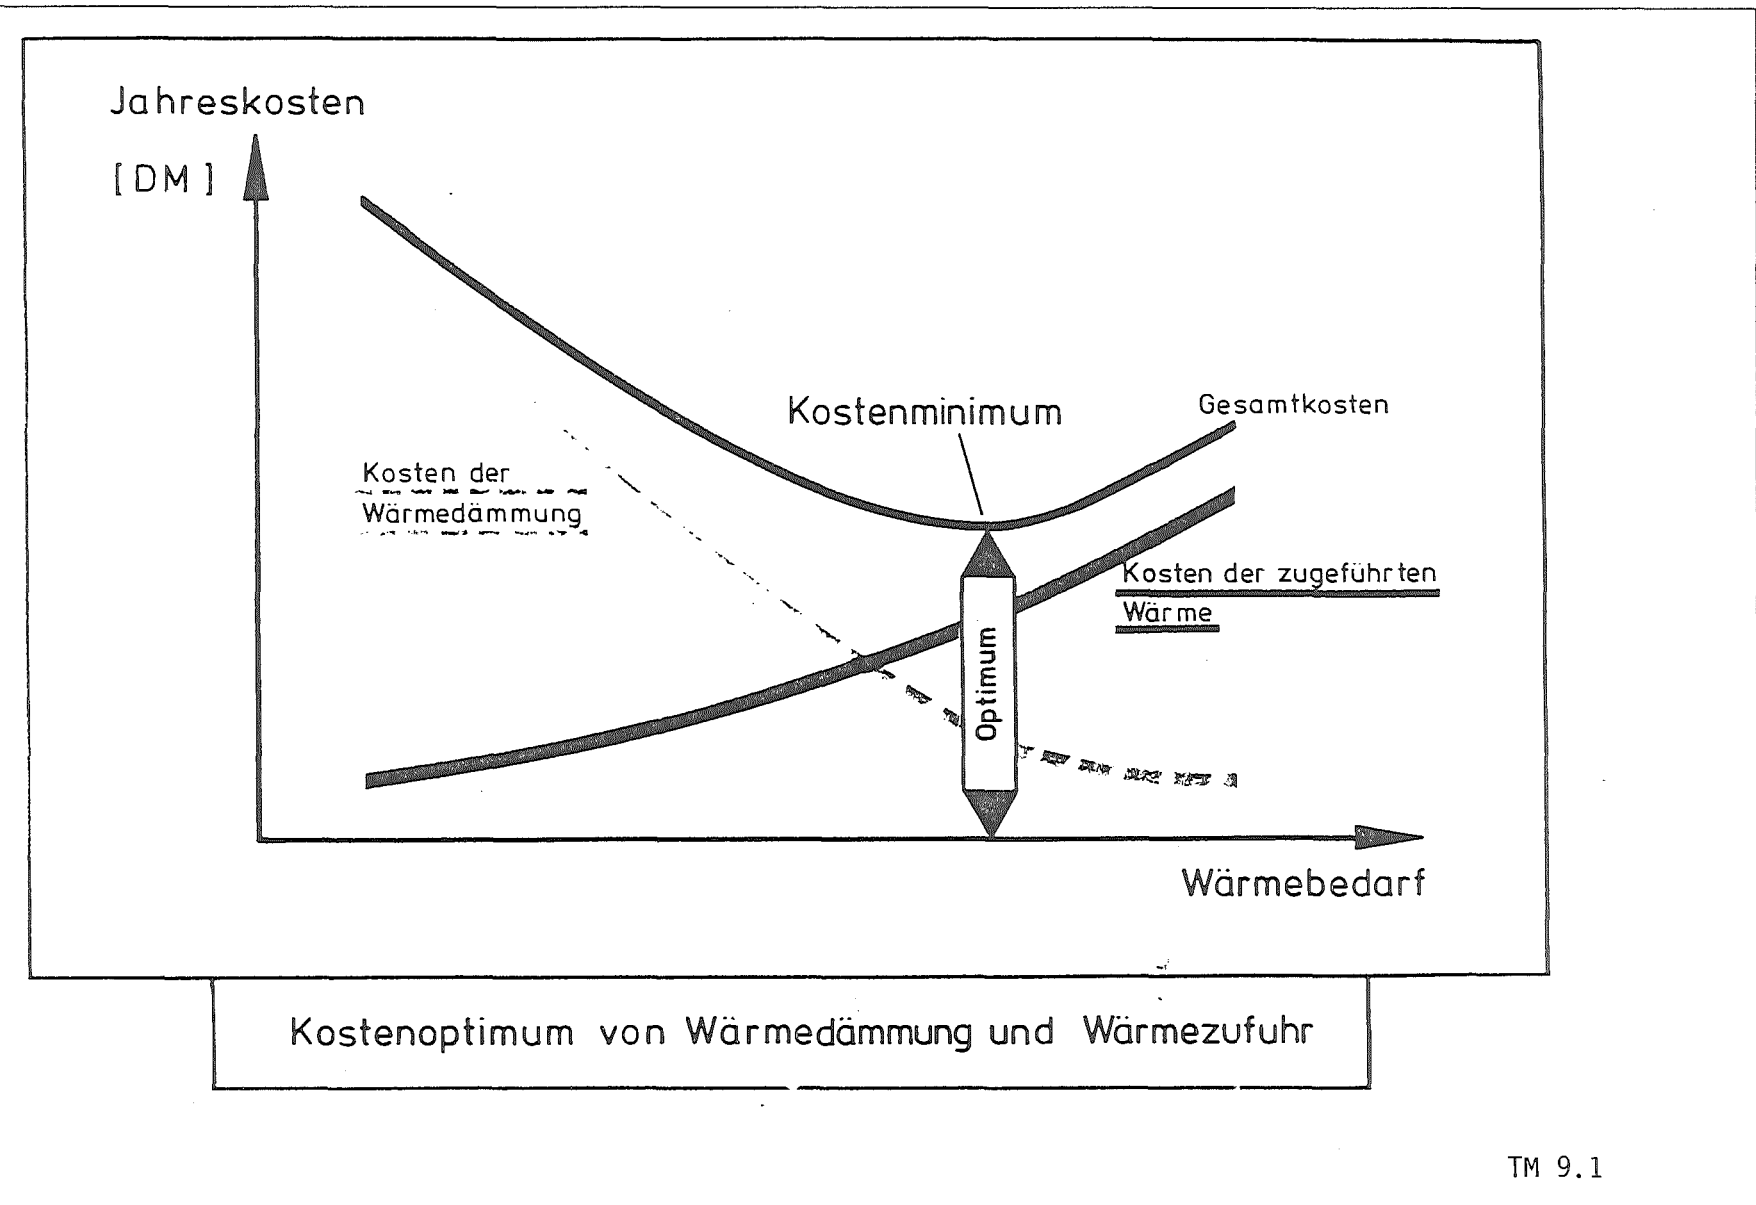 Jahreskosten
[DM]
Kostenminimum
Gesamtkosten
Kosten der
Wärmedämmung
Kosten der zugeführten
Wärme
Optimum
Wärmebedarf
Kostenoptimum von Wärmedämmung und Wärmezufuhr
TM 9.1